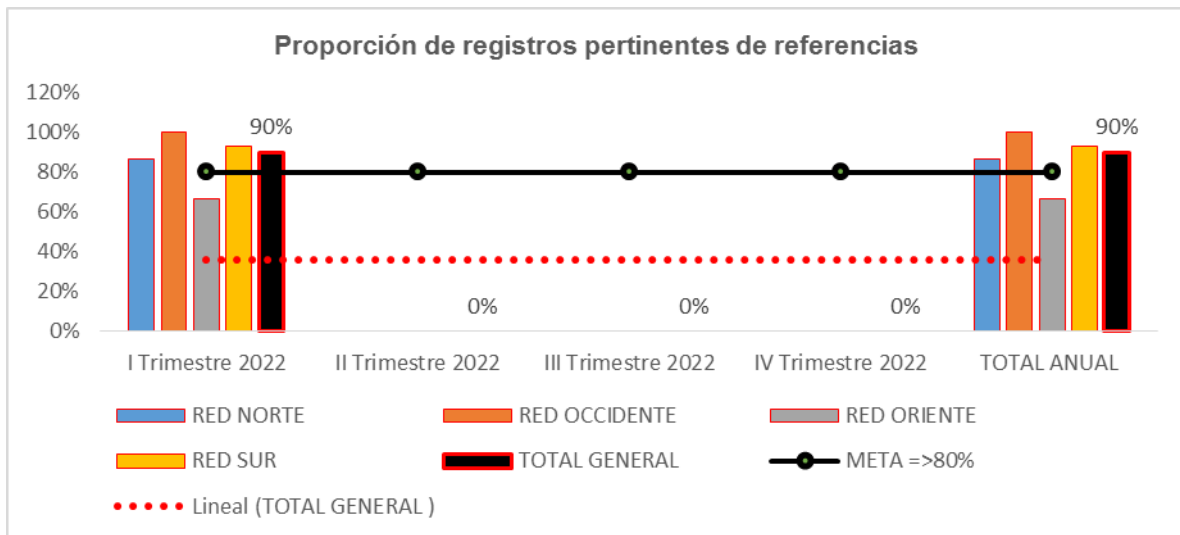 Proporción de registros pertinentes de referencias
120%
100%
80%
60%
40%
20%
0%
90%
0%
0%
0%
90%
I Trimestre 2022
II Trimestre 2022
III Trimestre 2022
IV Trimestre 2022
TOTAL ANUAL
RED NORTE
RED OCCIDENTE
RED ORIENTE
RED SUR
TOTAL GENERAL
META =>80%
Lineal (TOTAL GENERAL )